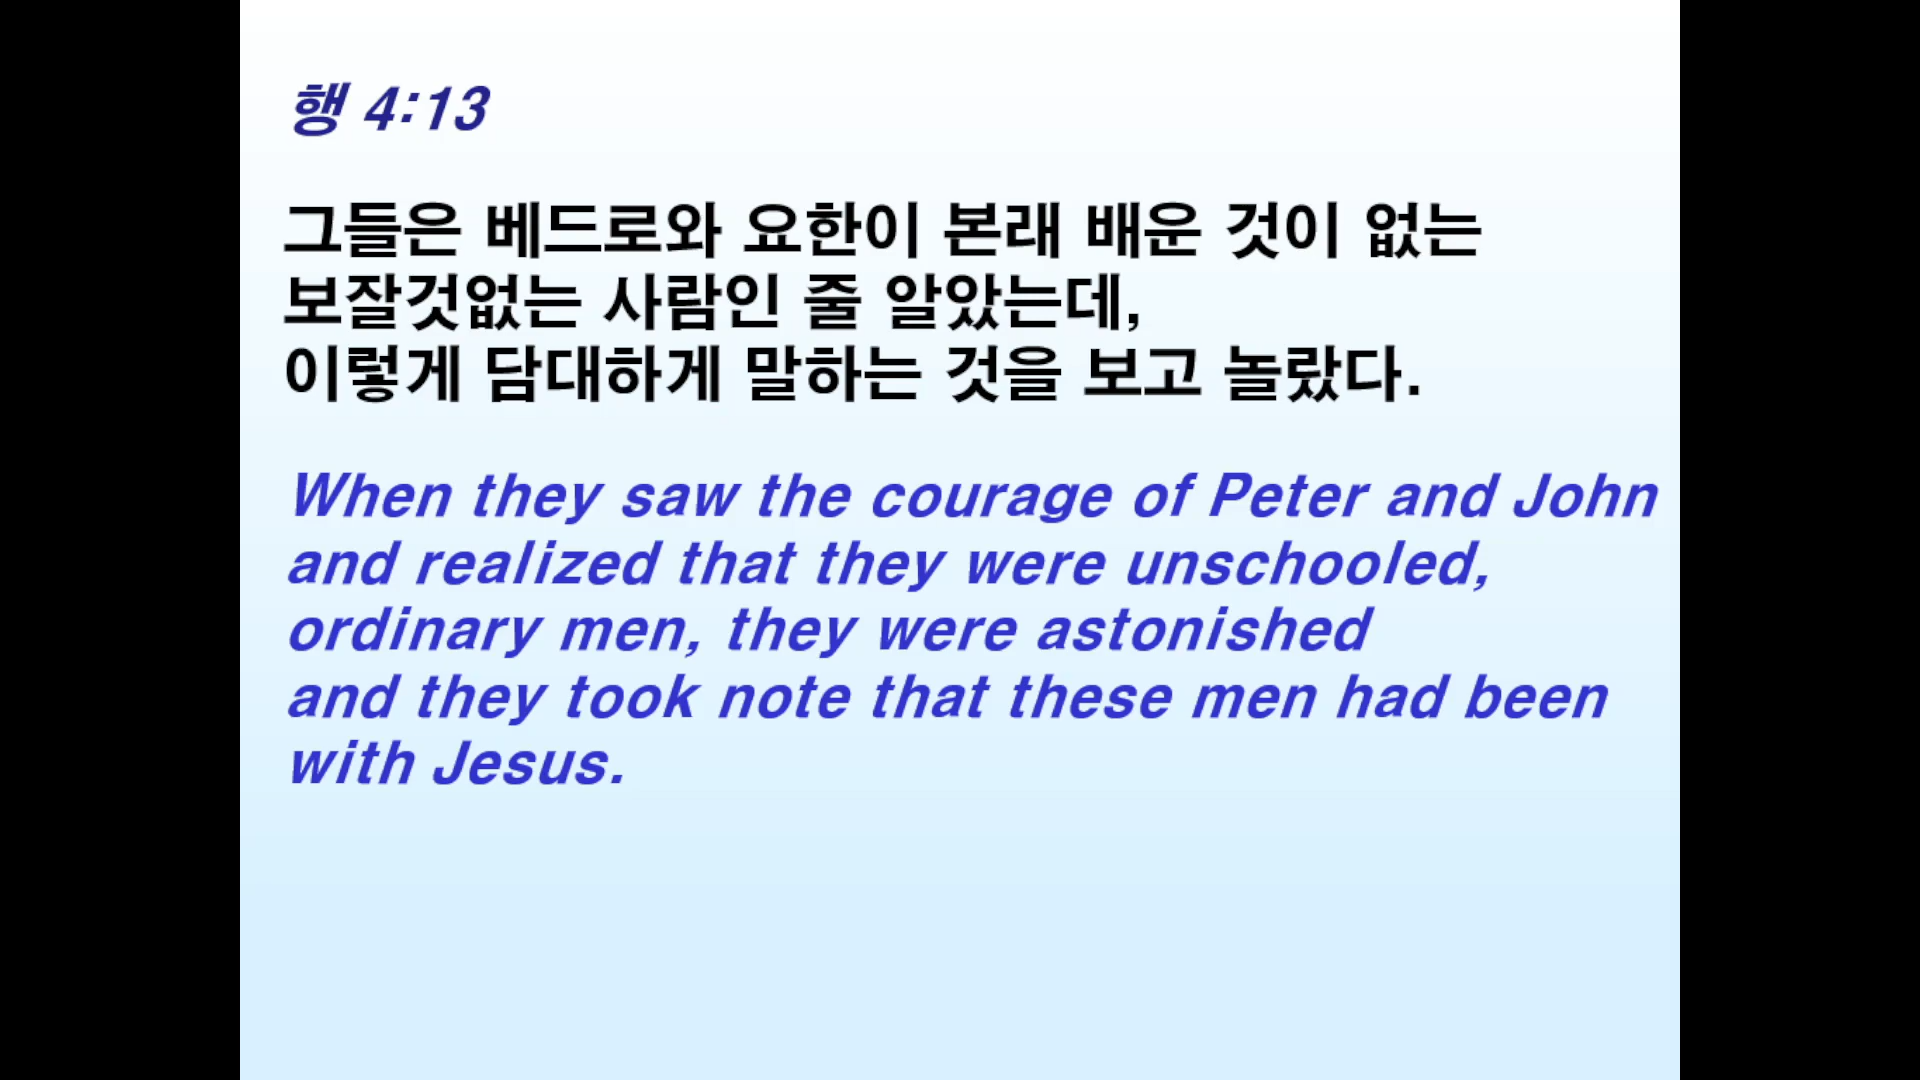 행 4:13
그들은 베드로와 요한이 본래 배운 것이 없는
보잘것없는 사람인 줄 알았는데,
이렇게 담대하게 말하는 것을 보고 놀랐다.
When they saw the courage of Peter and John
and realized that they were unschooled,
ordinary men, they were astonished
and they took note that these men had been
with Jesus.